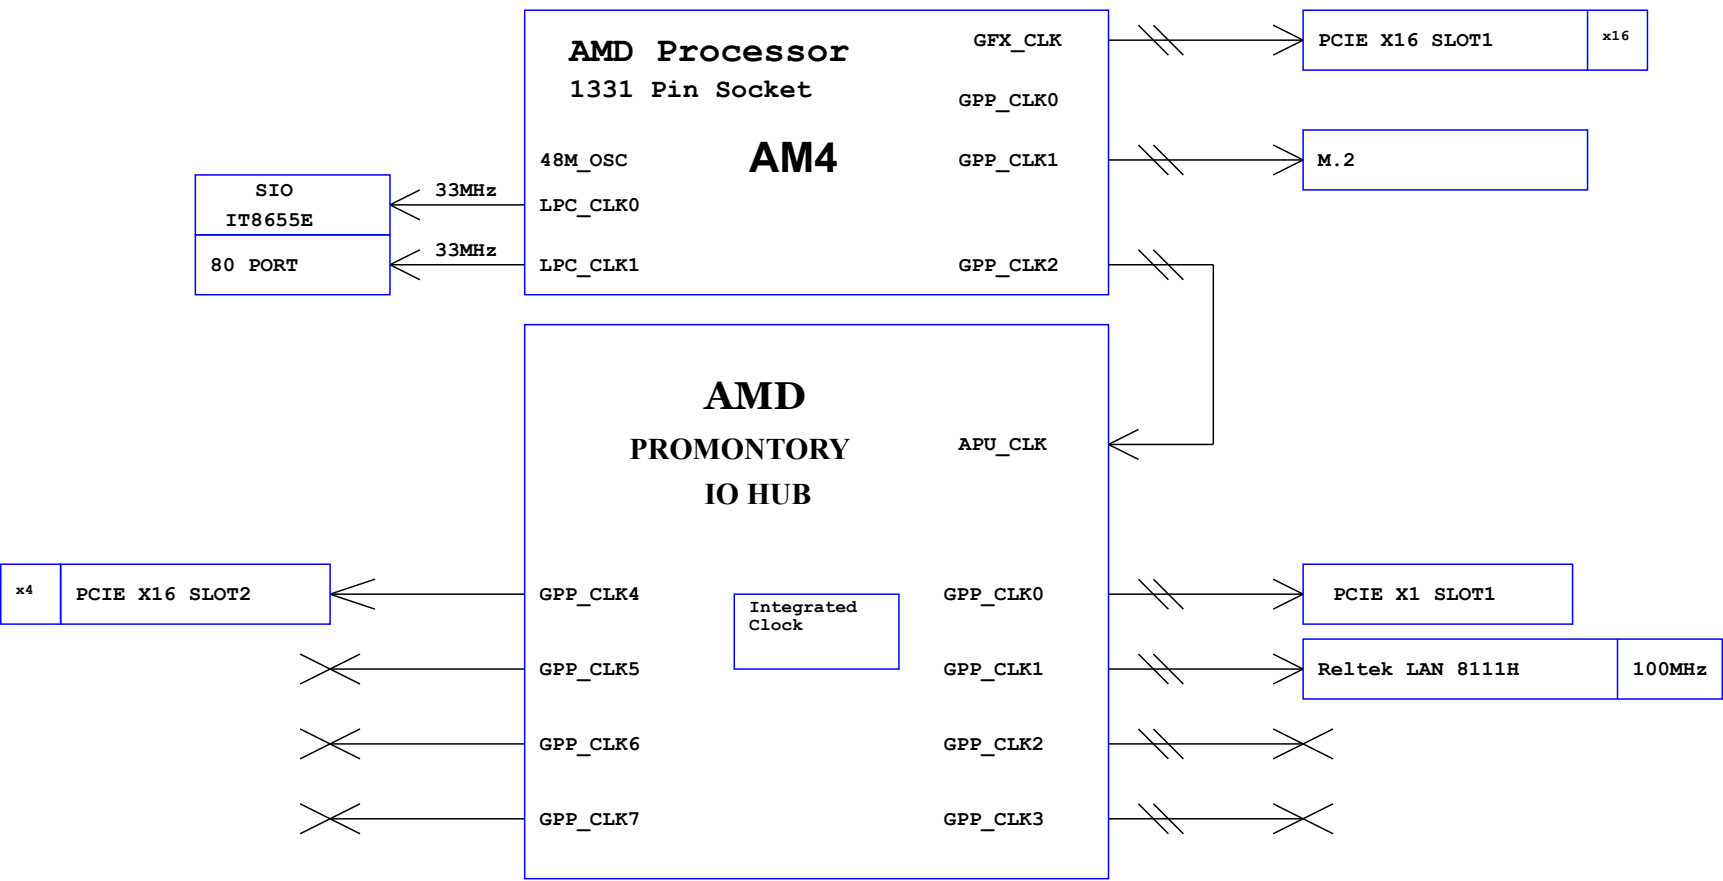 AMD Processor
1331 Pin Socket
AM4
GFX_CLK
PCIE X16 SLOT1
x16
GPP_CLK0
48M_OSC
GPP_CLK1
M.2
SIO
IT8655E
33MHz
LPC_CLK0
80 PORT
33MHz
LPC_CLK1
GPP_CLK2
AMD
PROMONTORY
IO HUB
APU_CLK
x4
PCIE X16 SLOT2
GPP_CLK4
Integrated
Clock
GPP_CLK0
PCIE X1 SLOT1
GPP_CLK5
GPP_CLK1
Reltek LAN 8111H
100MHz
GPP_CLK6
GPP_CLK2
GPP_CLK7
GPP_CLK3